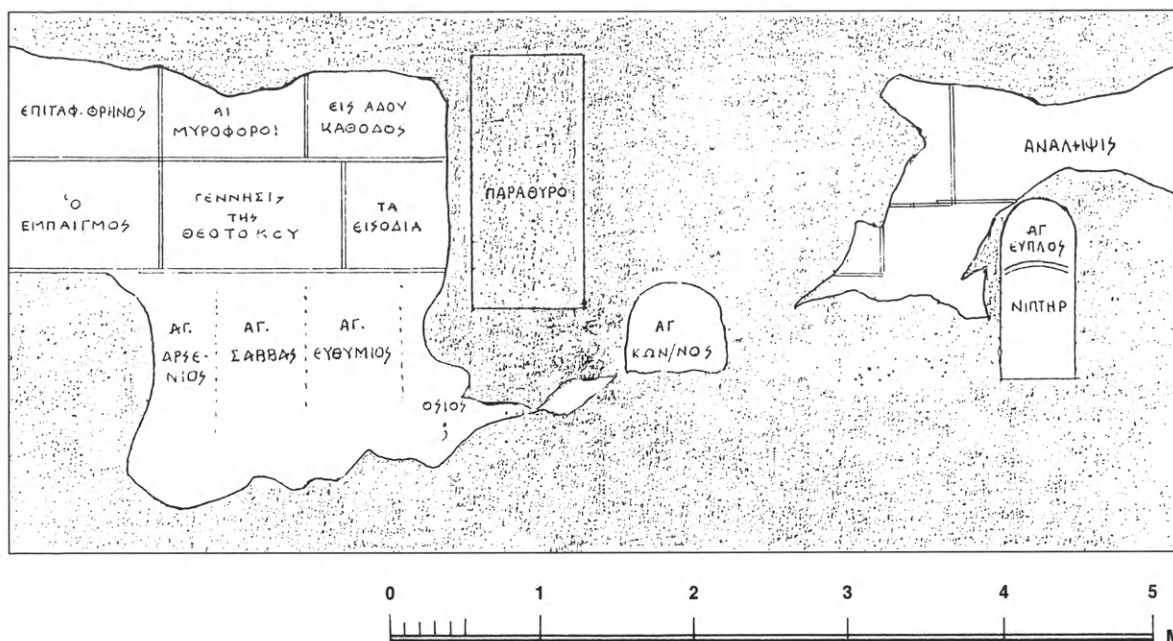 ΕΠΙΤΑΦ. ΘΡΗΝΟΣ
ΑΙ
ΜΥΡΟΦΟΡΟΙ
ΕΙΣ ΑΔΟΥ
ΚΑΘΟΔΟΣ
Ὁ
ΕΜΠΑΙΓΜΟΣ
ΓΕΝΝΗΣΙΣ
ΤΗΣ
ΘΕΟΤΟΚΟΥ
ΤΑ
ΕΙΣΟΔΙΑ
ΑΓ.
ΑΡΣΕ-
ΝΙΟΣ
ΑΓ.
ΣΑΒΒΑΣ
ΑΓ.
ΕΥΘΥΜΙΟΣ
ΟΣΙΟΣ
;
ΠΑΡΑΘΥΡΟ
ΑΓ
ΚΩΝ/ΝΟΣ
ΑΝΑΛΗΨΙΣ
ΑΓ
ΕΥΠΛΟΣ
ΝΙΠΤΗΡ
0 1 2 3 4 5